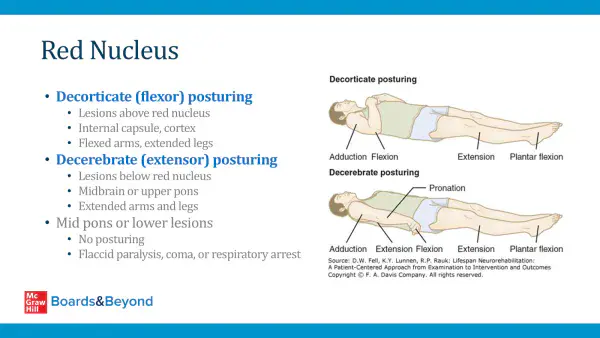 Red Nucleus
• Decorticate (flexor) posturing
• Lesions above red nucleus
• Internal capsule, cortex
• Flexed arms, extended legs
• Decerebrate (extensor) posturing
• Lesions below red nucleus
• Midbrain or upper pons
• Extended arms and legs
• Mid pons or lower lesions
• No posturing
• Flaccid paralysis, coma, or respiratory arrest
Decorticate posturing
Adduction Flexion Extension Plantar flexion
Decerebrate posturing
Pronation
Adduction Extension Flexion Extension Plantar flexion
Source: D.W. Fell, K.Y. Lunnen, R.P. Rauk: Lifespan Neurorehabilitation:
A Patient-Centered Approach from Examination to Intervention and Outcomes
Copyright © F. A. Davis Company. All rights reserved.
Mc
Graw
Hill
Boards&Beyond